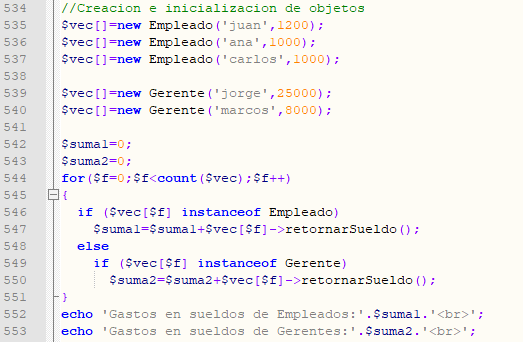 534 //Creacion e inicializacion de objetos
535 $vec[]=new Empleado('juan',1200);
536 $vec[]=new Empleado('ana',1000);
537 $vec[]=new Empleado('carlos',1000);
538
539 $vec[]=new Gerente('jorge',25000);
540 $vec[]=new Gerente('marcos',8000);
541
542 $suma1=0;
543 $suma2=0;
544 for($f=0;$f<count($vec);$f++)
545 {
546   if ($vec[$f] instanceof Empleado)
547     $suma1=$suma1+$vec[$f]->retornarSueldo();
548   else
549     if ($vec[$f] instanceof Gerente)
550       $suma2=$suma2+$vec[$f]->retornarSueldo();
551 }
552 echo 'Gastos en sueldos de Empleados:'.$suma1.'<br>';
553 echo 'Gastos en sueldos de Gerentes:'.$suma2.'<br>';